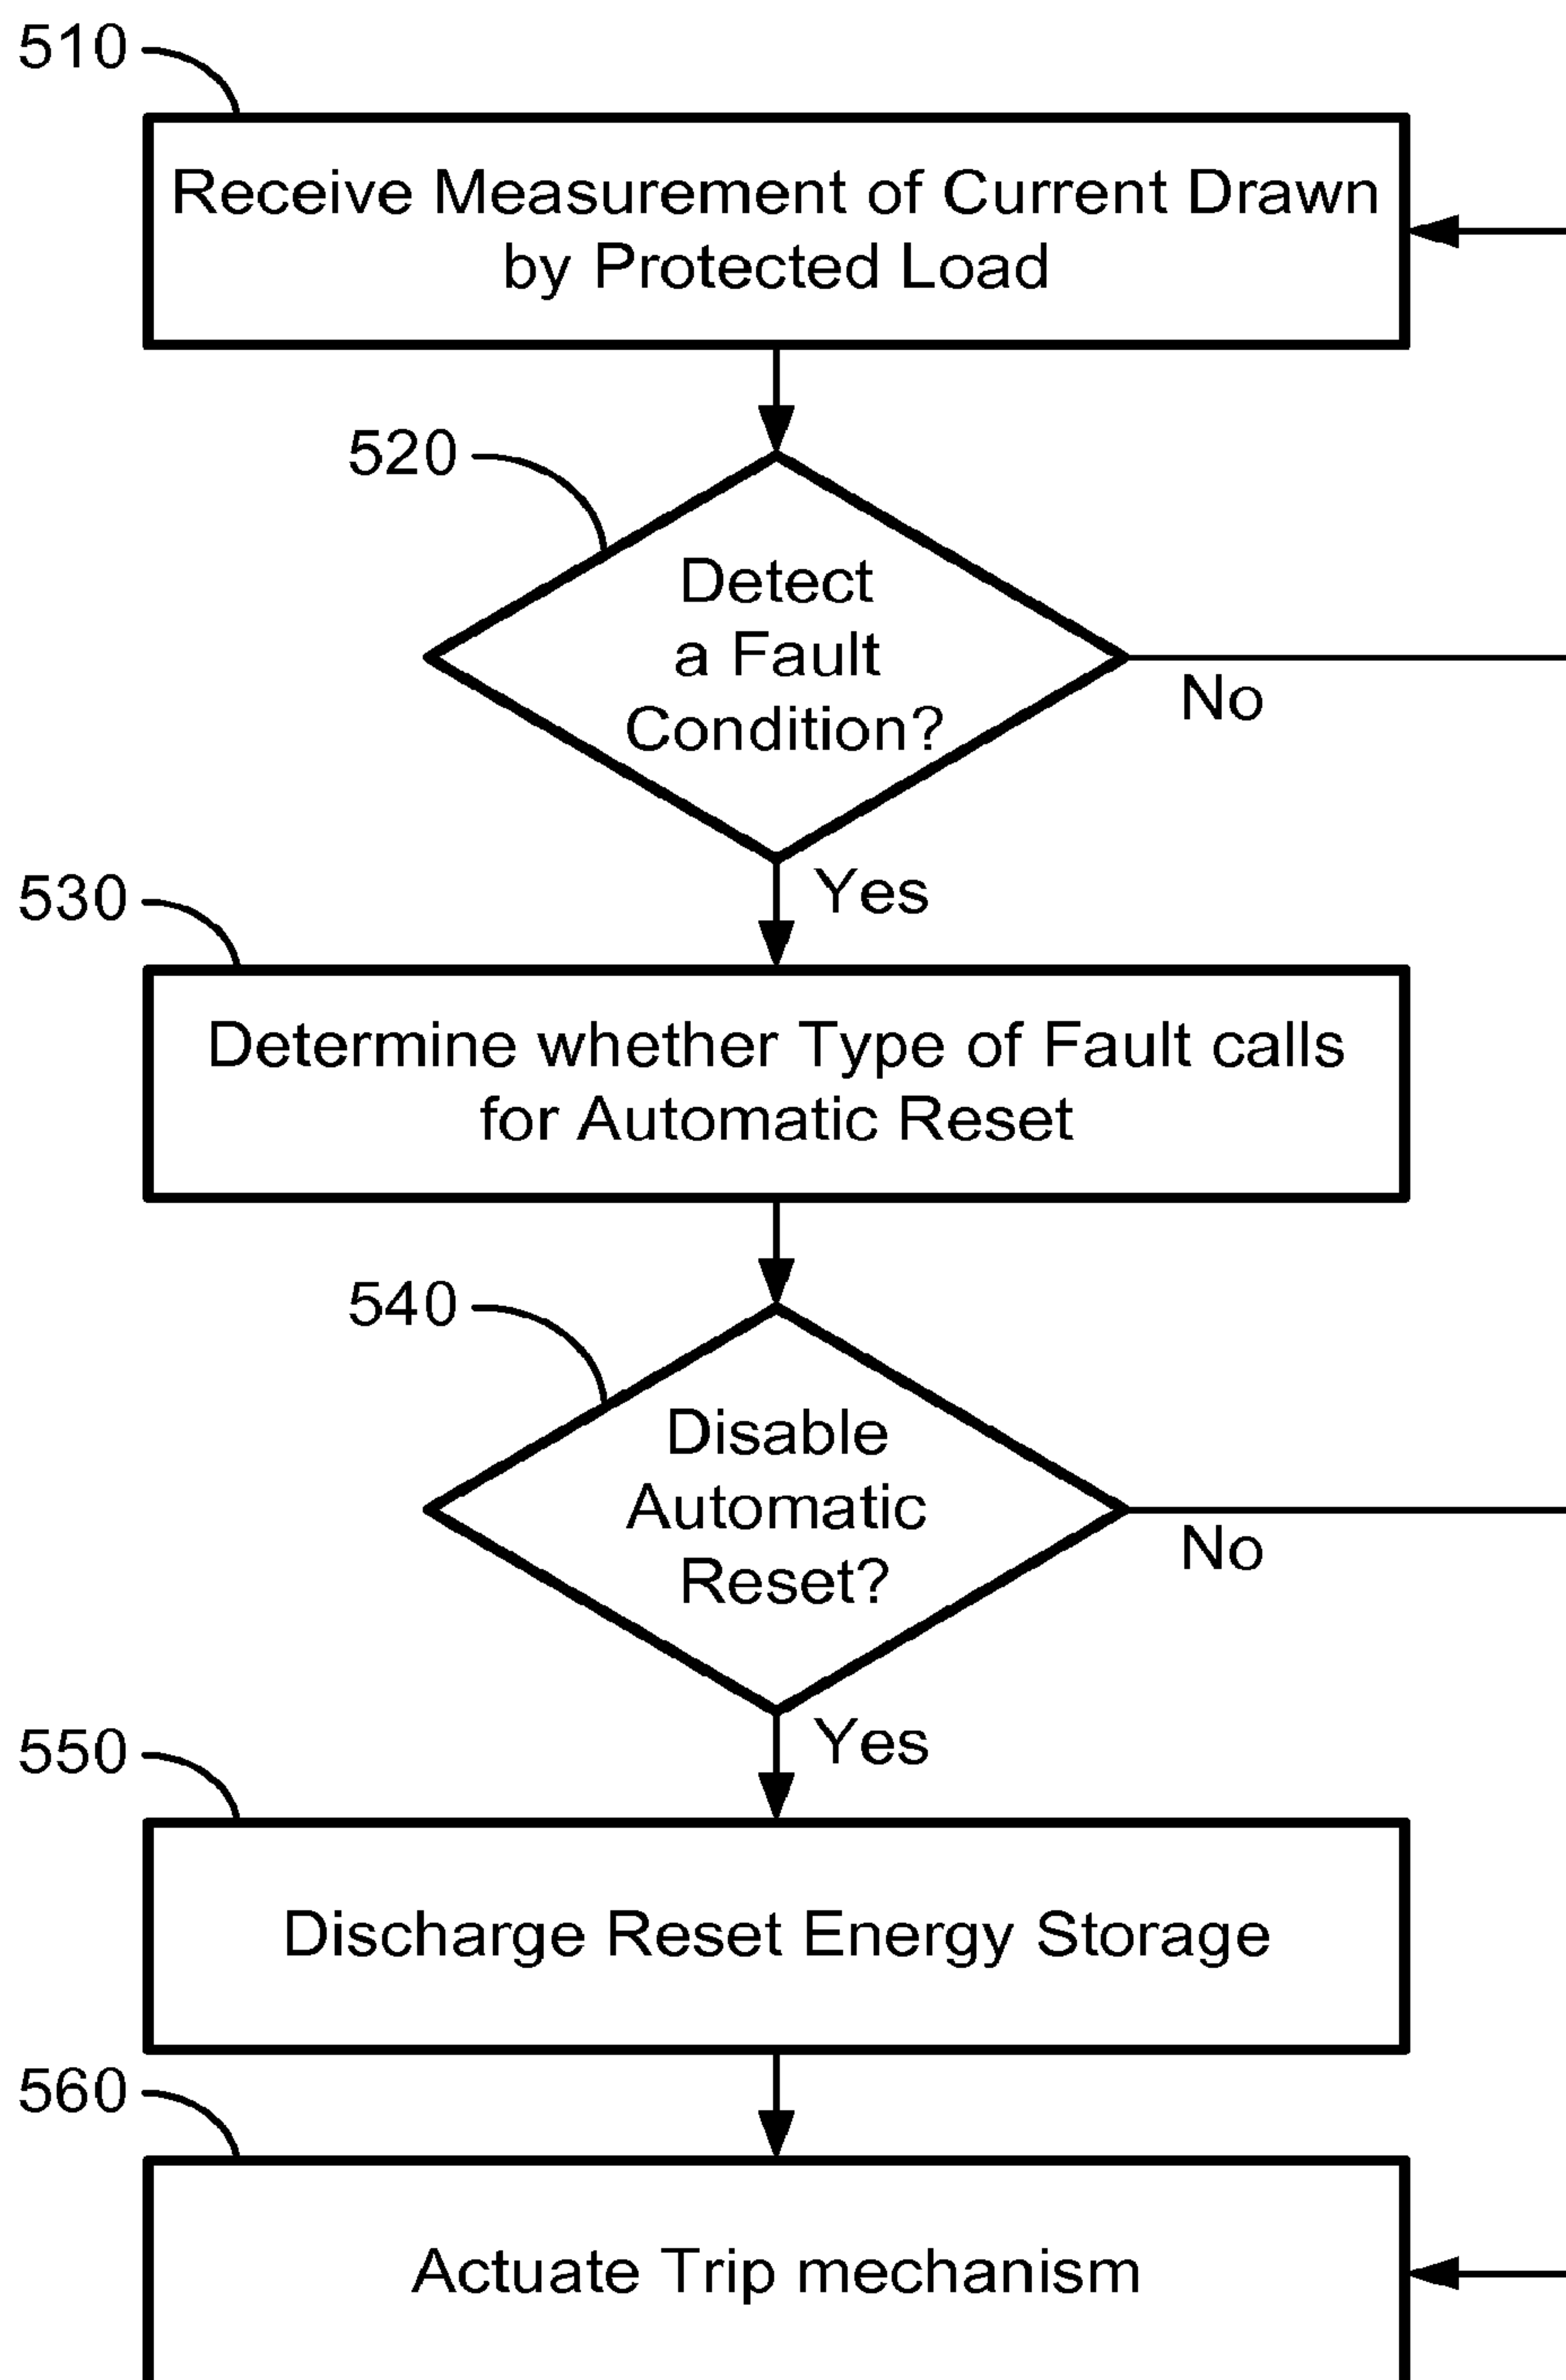 510
Receive Measurement of Current Drawn
by Protected Load
520
Detect
a Fault
Condition?
No
Yes
530
Determine whether Type of Fault calls
for Automatic Reset
540
Disable
Automatic
Reset?
No
Yes
550
Discharge Reset Energy Storage
560
Actuate Trip mechanism